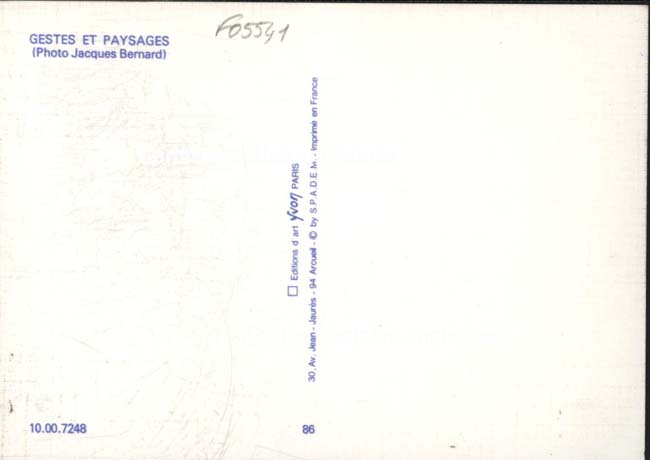 F05541
GESTES ET PAYSAGES
(Photo Jacques Bernard)
Editions d'art yvon PARIS
30, Av. Jean - Jaurès - 94 Arcueil - © by S.P.A.D.E.M. - Imprimé en France
10.00.7248
86